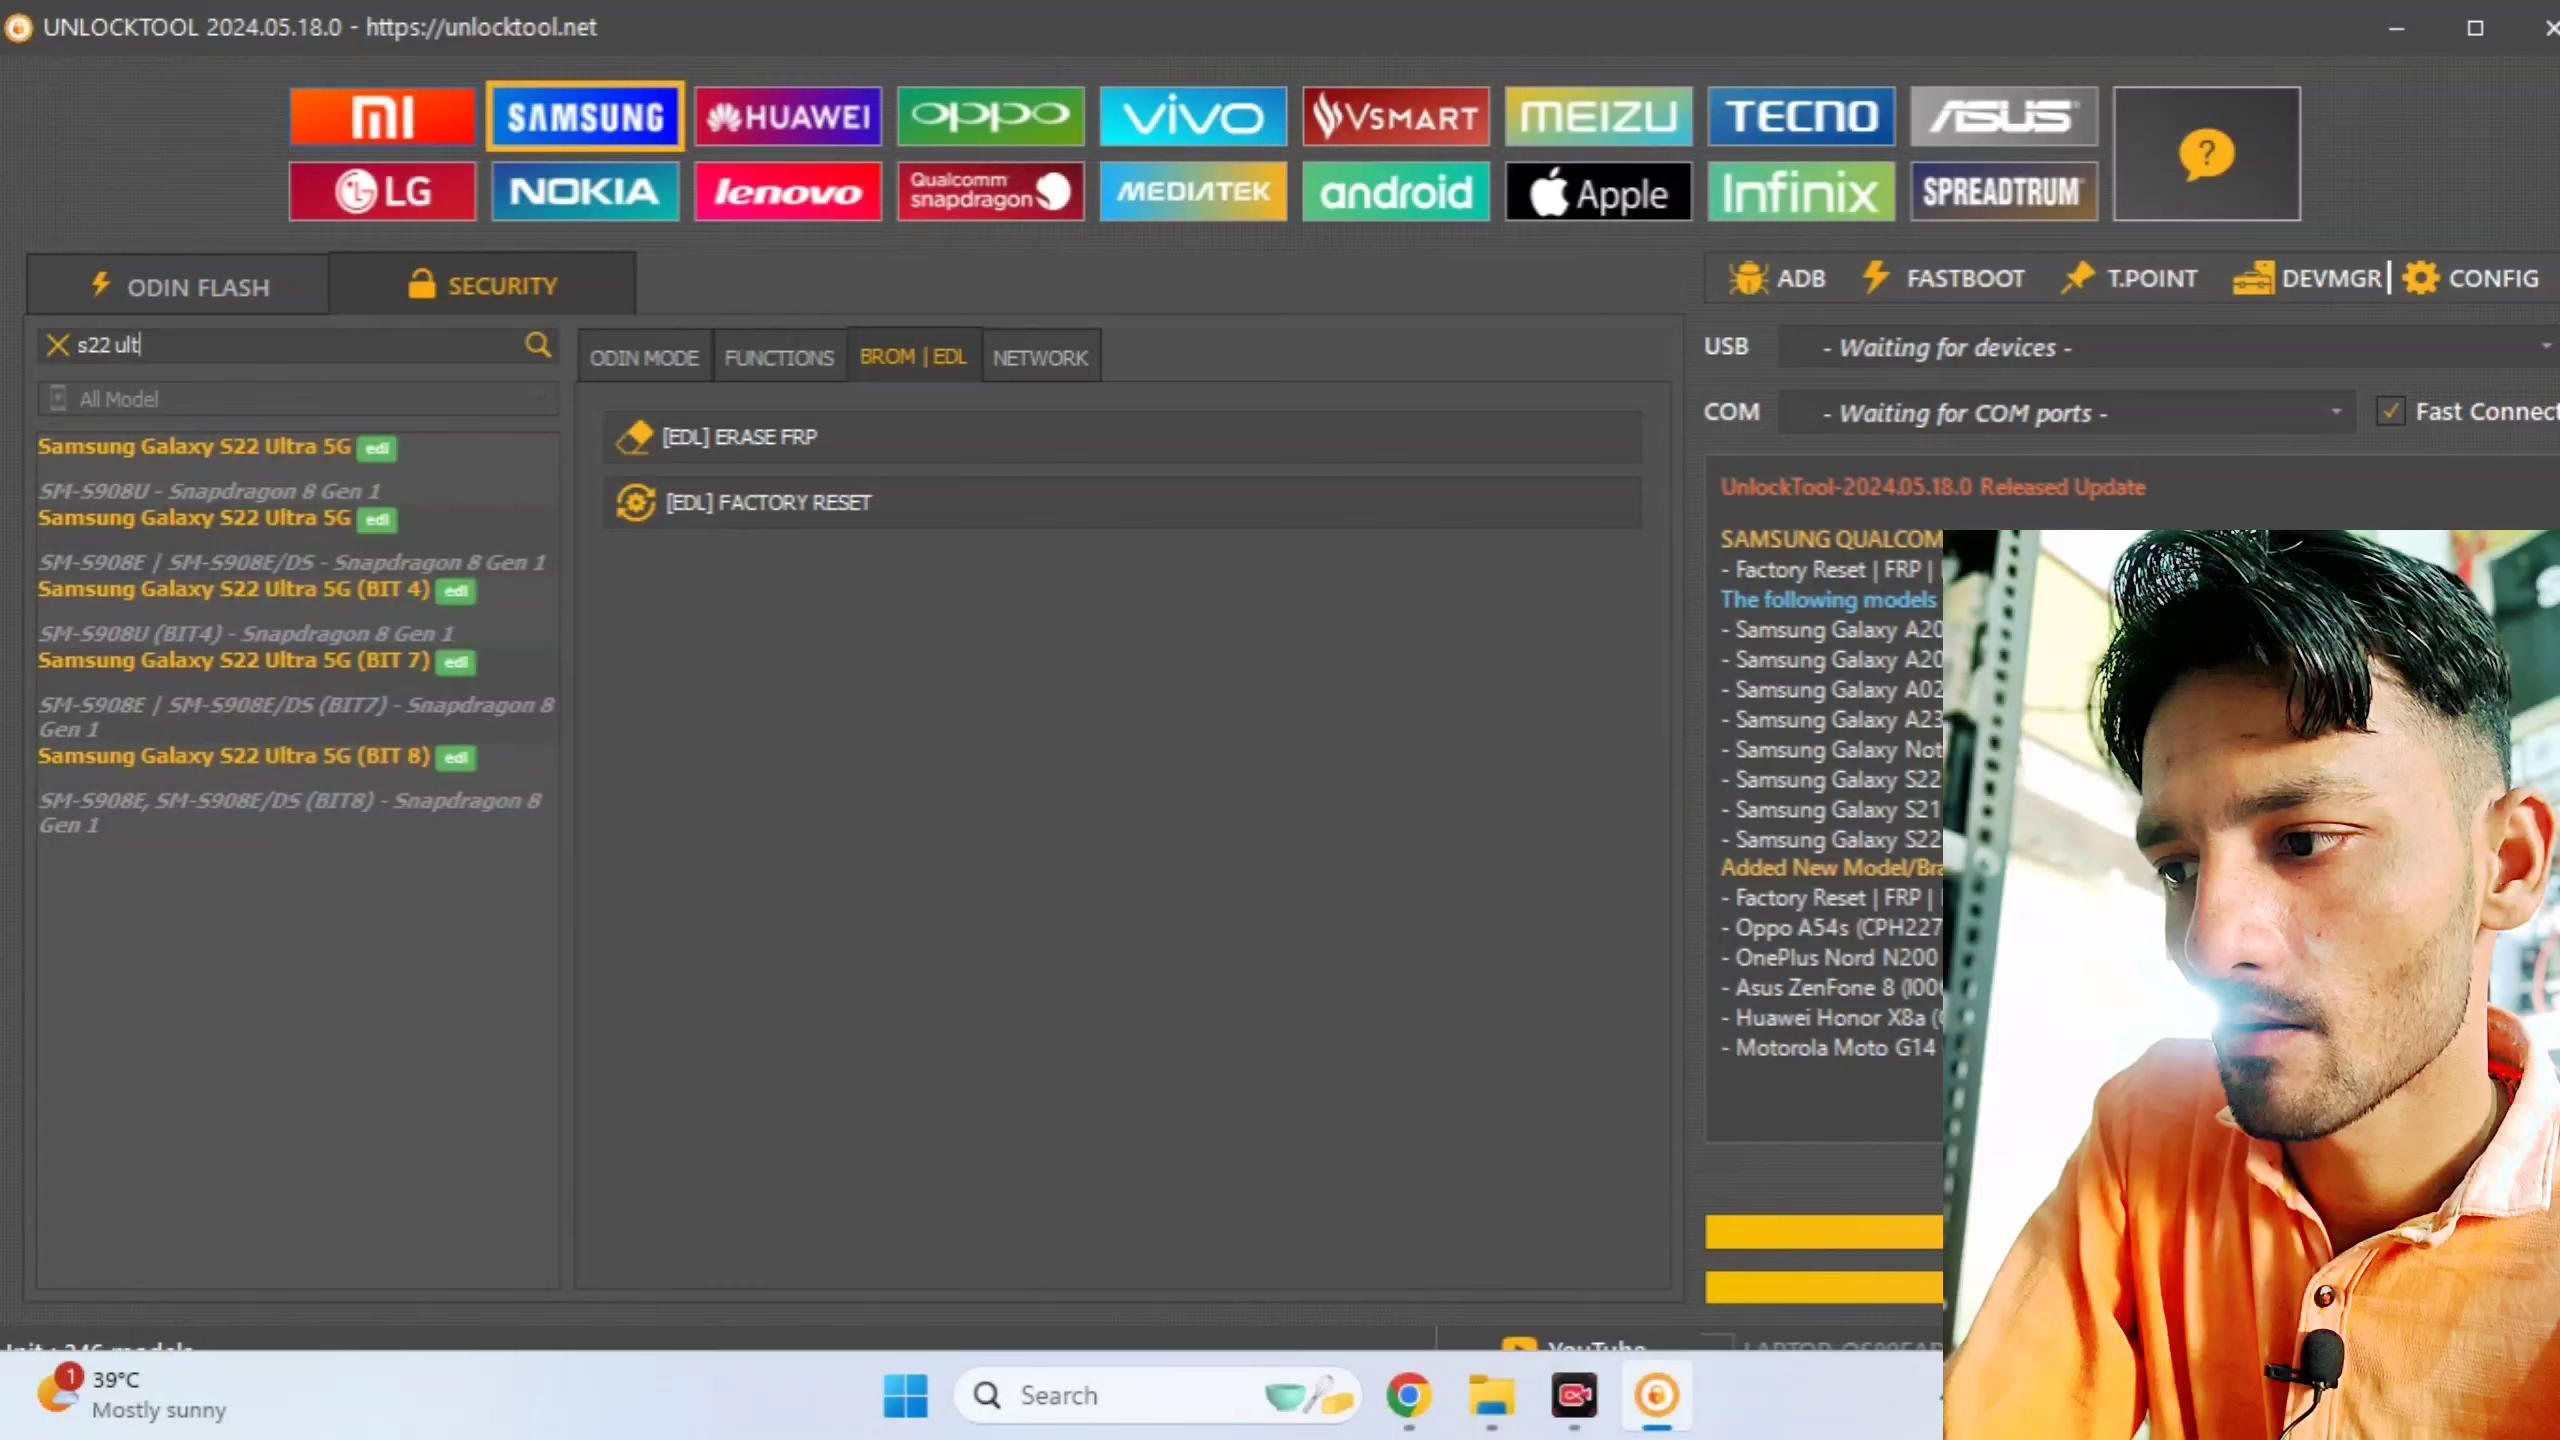 UNLOCKTOOL 2024.05.18.0 - https://unlocktool.net
mi SAMSUNG HUAWEI oppo vivo VSMART MEIZU TECNO ASUS ?
LG NOKIA lenovo Qualcomm snapdragon MEDIATEK android Apple Infinix SPREADTRUM
ODIN FLASH SECURITY
ADB FASTBOOT T.POINT DEVMGR CONFIG
s22 ult
ODIN MODE FUNCTIONS BROM | EDL NETWORK
USB - Waiting for devices -
All Model
COM - Waiting for COM ports - Fast Connect
Samsung Galaxy S22 Ultra 5G edl
SM-S908U - Snapdragon 8 Gen 1
Samsung Galaxy S22 Ultra 5G edl
SM-S908E | SM-S908E/DS - Snapdragon 8 Gen 1
Samsung Galaxy S22 Ultra 5G (BIT 4) edl
SM-S908U (BIT4) - Snapdragon 8 Gen 1
Samsung Galaxy S22 Ultra 5G (BIT 7) edl
SM-S908E | SM-S908E/DS (BIT7) - Snapdragon 8
Gen 1
Samsung Galaxy S22 Ultra 5G (BIT 8) edl
SM-S908E, SM-S908E/DS (BIT8) - Snapdragon 8
Gen 1
[EDL] ERASE FRP
[EDL] FACTORY RESET
UnlockTool-2024.05.18.0 Released Update
SAMSUNG QUALCOM
- Factory Reset | FRP |
The following models
- Samsung Galaxy A20
- Samsung Galaxy A20
- Samsung Galaxy A02
- Samsung Galaxy A23
- Samsung Galaxy Not
- Samsung Galaxy S22
- Samsung Galaxy S21
- Samsung Galaxy S22
Added New Model/Bra
- Factory Reset | FRP |
- Oppo A54s (CPH227
- OnePlus Nord N200
- Asus ZenFone 8 (I00
- Huawei Honor X8a (
- Motorola Moto G14
YouTube
1
39°C
Mostly sunny
Search